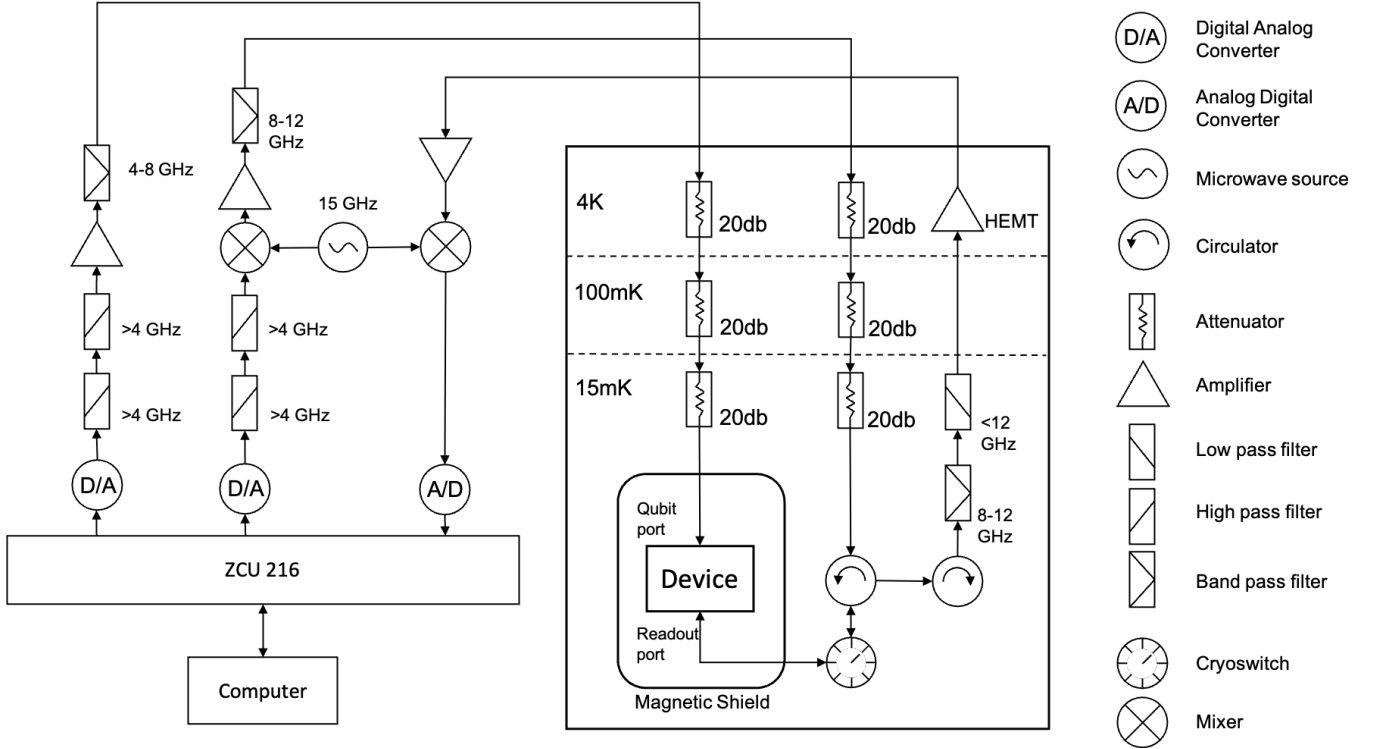 8-12
GHz
4-8 GHz
15 GHz
>4 GHz
>4 GHz
>4 GHz
>4 GHz
D/A
D/A
A/D
ZCU 216
Computer
4K
20db
20db
HEMT
100mK
20db
20db
15mK
20db
20db
<12
GHz
8-12
GHz
Qubit
port
Device
Readout
port
Magnetic Shield
D/A
Digital Analog
Converter
A/D
Analog Digital
Converter
Microwave source
Circulator
Attenuator
Amplifier
Low pass filter
High pass filter
Band pass filter
Cryoswitch
Mixer